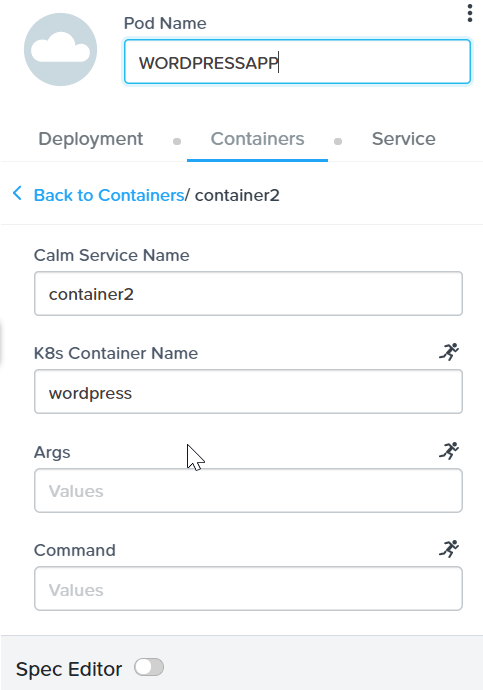 Pod Name
WORDPRESSAPP
Deployment Containers Service
Back to Containers/ container2
Calm Service Name
container2
K8s Container Name
wordpress
Args
Values
Command
Values
Spec Editor